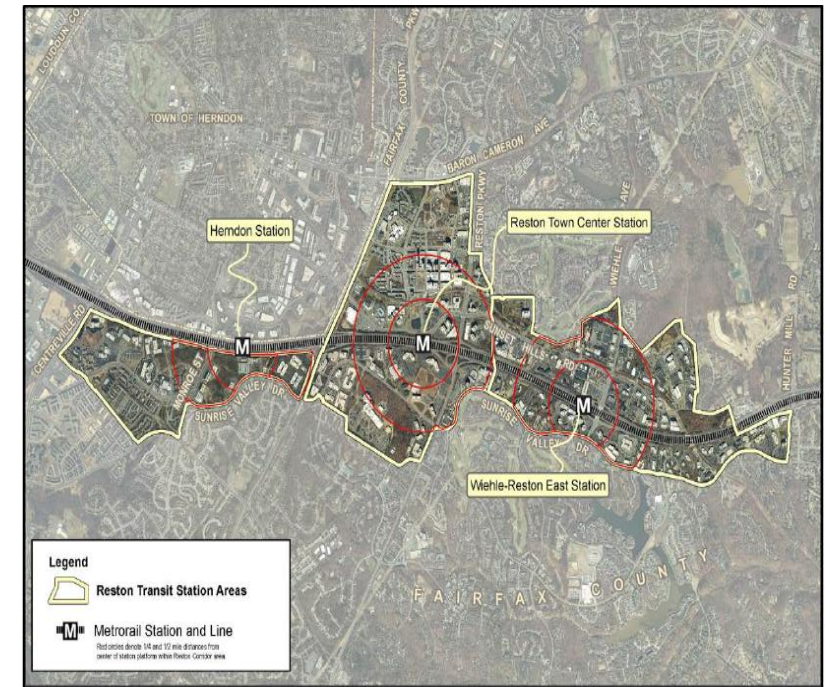 LOUDOUN CO
FAIRFAX COUNTY
PKWY
TOWN OF HERNDON
BARON CAMERON AVE
RESTON PKWY
WIEHLE AVE
Herndon Station
Reston Town Center Station
HUNTER MILL RD
CENTREVILLE RD
M
M
SUNSET HILLS RD
MONROE ST
SUNRISE VALLEY DR
SUNRISE VALLEY DR
M
Wiehle-Reston East Station
Legend
Reston Transit Station Areas
FAIRFAX COUNTY
M
Metrorail Station and Line
Red circles denote 1/4 and 1/2 mile distances from
center of station platform within Reston Corridor area